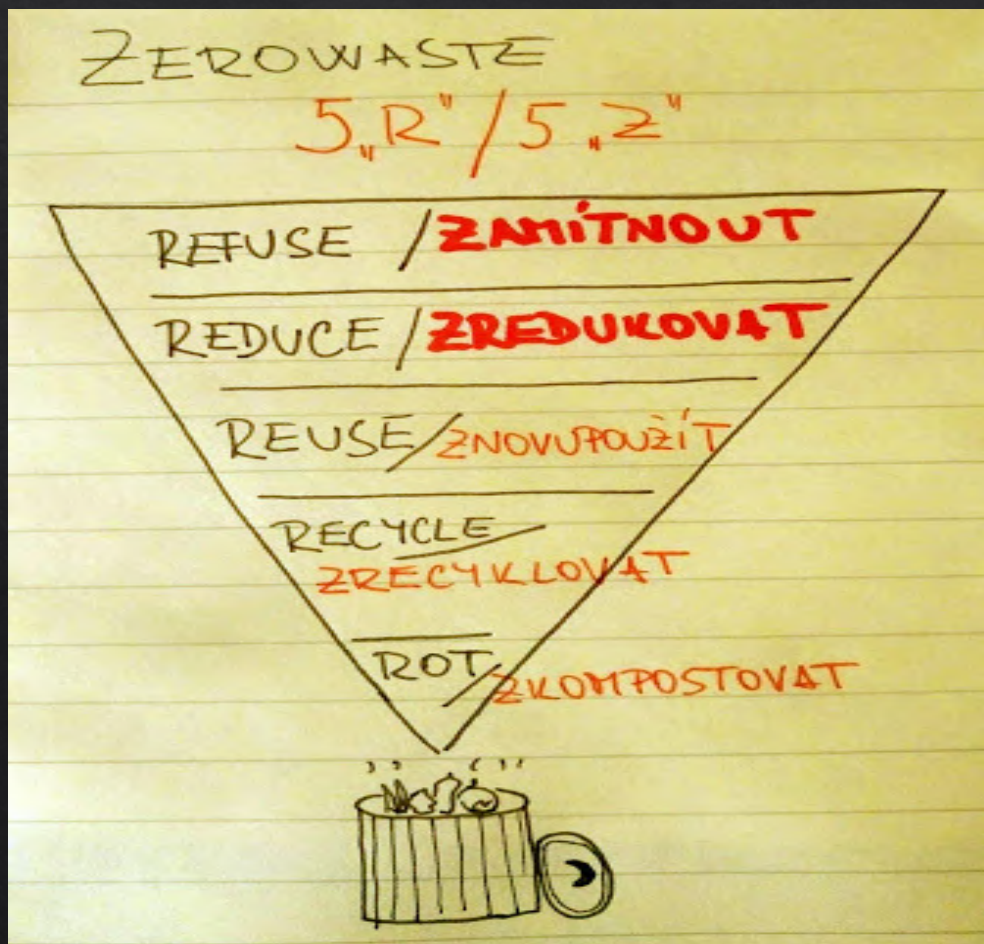 ZEROWASTE
5„R“/5„Z“
REFUSE /ZAMÍTNOUT
REDUCE /ZREDUKOVAT
REUSE/ZNOVUPOUŽÍT
RECYCLE/
ZRECYKLOVAT
ROT/ZKOMPOSTOVAT